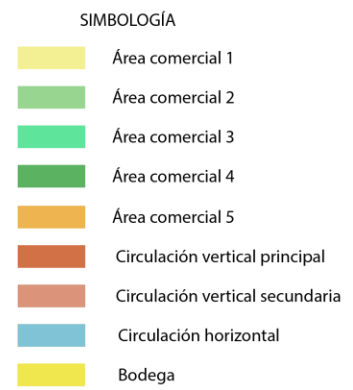 SIMBOLOGÍA
Área comercial 1
Área comercial 2
Área comercial 3
Área comercial 4
Área comercial 5
Circulación vertical principal
Circulación vertical secundaria
Circulación horizontal
Bodega